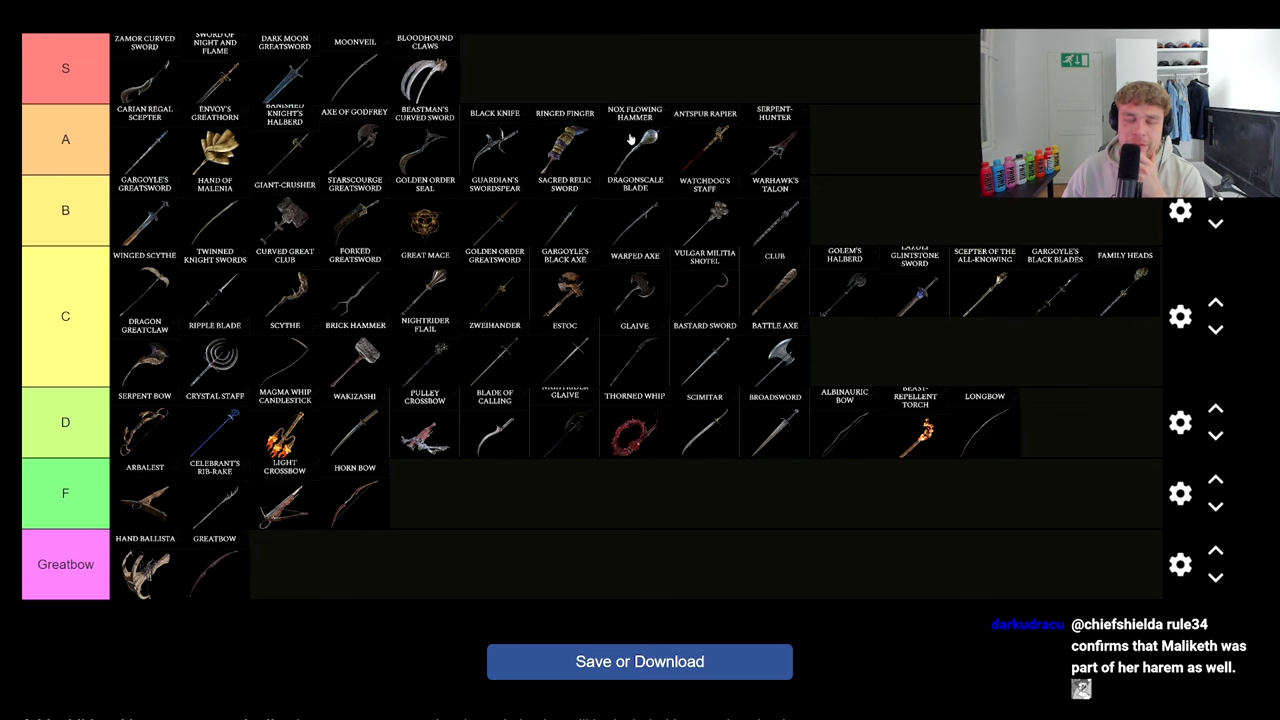 S
ZAMOR CURVED
SWORD
SWORD OF
NIGHT AND
FLAME
DARK MOON
GREATSWORD
MOONVEIL
BLOODHOUND
CLAWS
A
CARIAN REGAL
SCEPTER
ENVOY'S
GREATHORN
BANISHED
KNIGHT'S
HALBERD
AXE OF GODFREY
BEASTMAN'S
CURVED SWORD
BLACK KNIFE
RINGED FINGER
NOX FLOWING
HAMMER
ANTSPUR RAPIER
SERPENT-
HUNTER
B
GARGOYLE'S
GREATSWORD
HAND OF
MALENIA
GIANT-CRUSHER
STARSCOURGE
GREATSWORD
GOLDEN ORDER
SEAL
GUARDIAN'S
SWORDSPEAR
SACRED RELIC
SWORD
DRAGONSCALE
BLADE
WATCHDOG'S
STAFF
WARHAWK'S
TALON
C
WINGED SCYTHE
TWINNED
KNIGHT SWORDS
CURVED GREAT
CLUB
FORKED
GREATSWORD
GREAT MACE
GOLDEN ORDER
GREATSWORD
GARGOYLE'S
BLACK AXE
WARPED AXE
VULGAR MILITIA
SHOTEL
CLUB
GOLEM'S
HALBERD
LAZULI
GLINTSTONE
SWORD
SCEPTER OF THE
ALL-KNOWING
GARGOYLE'S
BLACK BLADES
FAMILY HEADS
DRAGON
GREATCLAW
RIPPLE BLADE
SCYTHE
BRICK HAMMER
NIGHTRIDER
FLAIL
ZWEIHANDER
ESTOC
GLAIVE
BASTARD SWORD
BATTLE AXE
D
SERPENT BOW
CRYSTAL STAFF
MAGMA WHIP
CANDLESTICK
WAKIZASHI
PULLEY
CROSSBOW
BLADE OF
CALLING
NIGHTRIDER
GLAIVE
THORNED WHIP
SCIMITAR
BROADSWORD
ALBINAURIC
BOW
BEAST-
REPELLENT
TORCH
LONGBOW
F
ARBALEST
CELEBRANT'S
RIB-RAKE
LIGHT
CROSSBOW
HORN BOW
Greatbow
HAND BALLISTA
GREATBOW
Save or Download
darkudracu @chiefshielda rule34
confirms that Maliketh was
part of her harem as well.